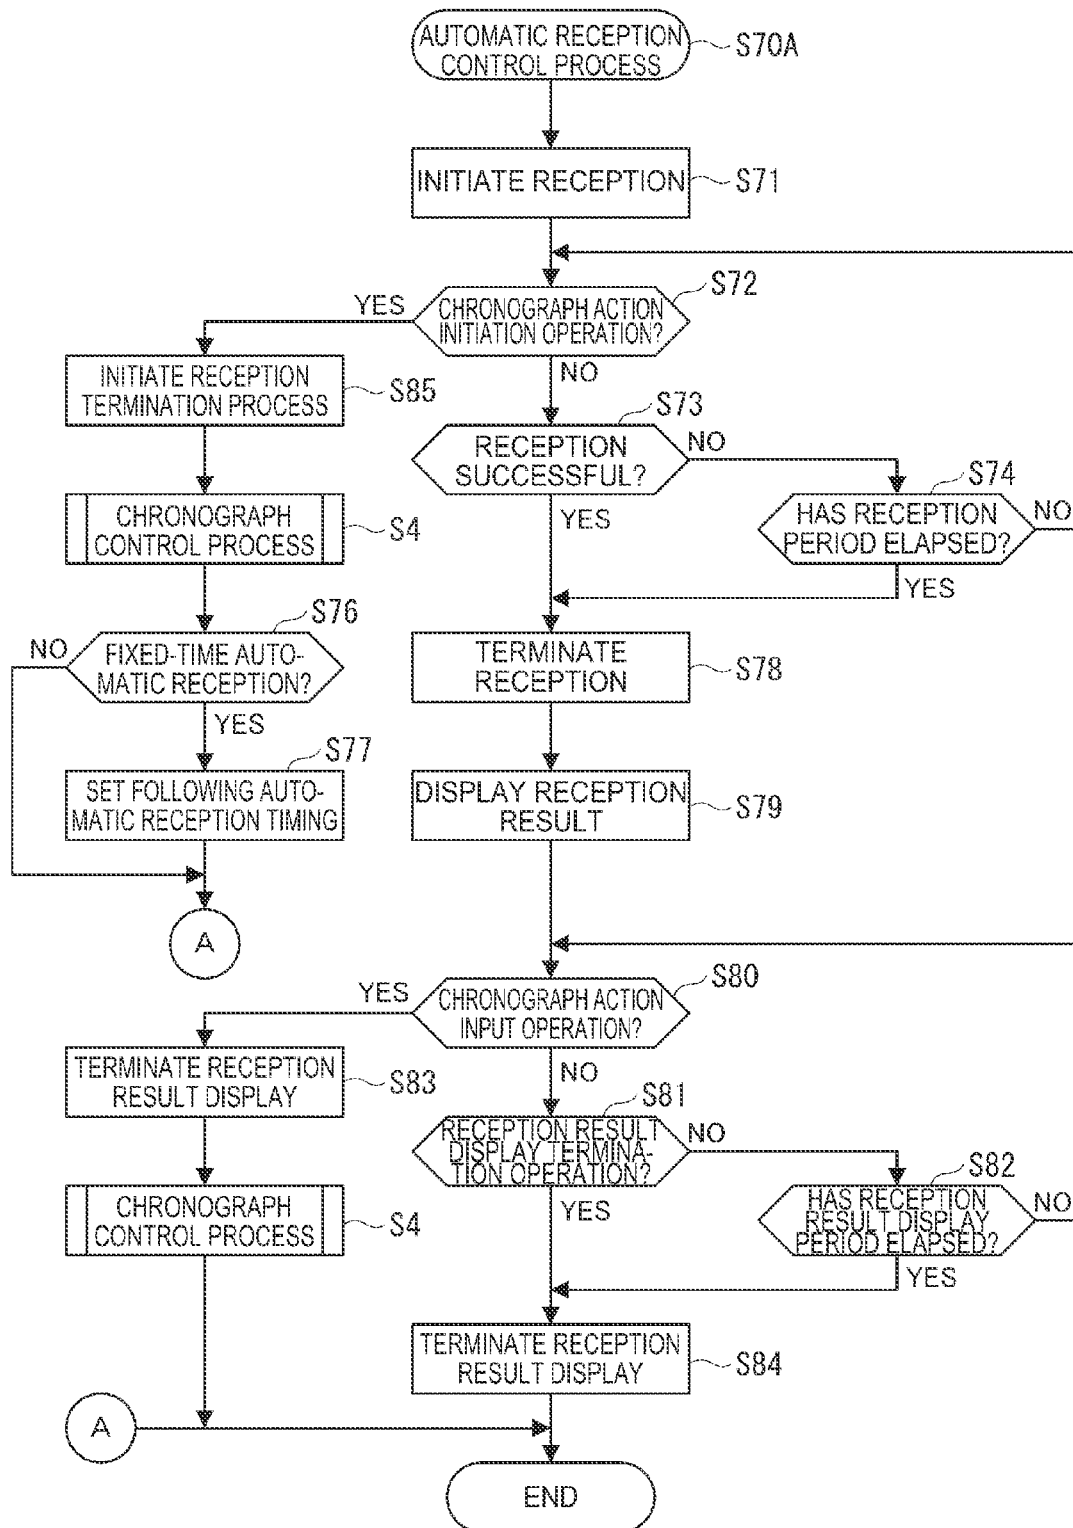 AUTOMATIC RECEPTION
CONTROL PROCESS
S70A
INITIATE RECEPTION
S71
CHRONOGRAPH ACTION
INITIATION OPERATION?
S72
YES
NO
INITIATE RECEPTION
TERMINATION PROCESS
S85
RECEPTION
SUCCESSFUL?
S73
NO
YES
HAS RECEPTION
PERIOD ELAPSED?
S74
NO
YES
CHRONOGRAPH
CONTROL PROCESS
S4
FIXED-TIME AUTO-
MATIC RECEPTION?
S76
NO
YES
TERMINATE
RECEPTION
S78
SET FOLLOWING AUTO-
MATIC RECEPTION TIMING
S77
DISPLAY RECEPTION
RESULT
S79
A
CHRONOGRAPH ACTION
INPUT OPERATION?
S80
YES
NO
TERMINATE RECEPTION
RESULT DISPLAY
S83
RECEPTION RESULT
DISPLAY TERMINA-
TION OPERATION?
S81
NO
YES
HAS RECEPTION
RESULT DISPLAY
PERIOD ELAPSED?
S82
NO
YES
CHRONOGRAPH
CONTROL PROCESS
S4
TERMINATE RECEPTION
RESULT DISPLAY
S84
A
END